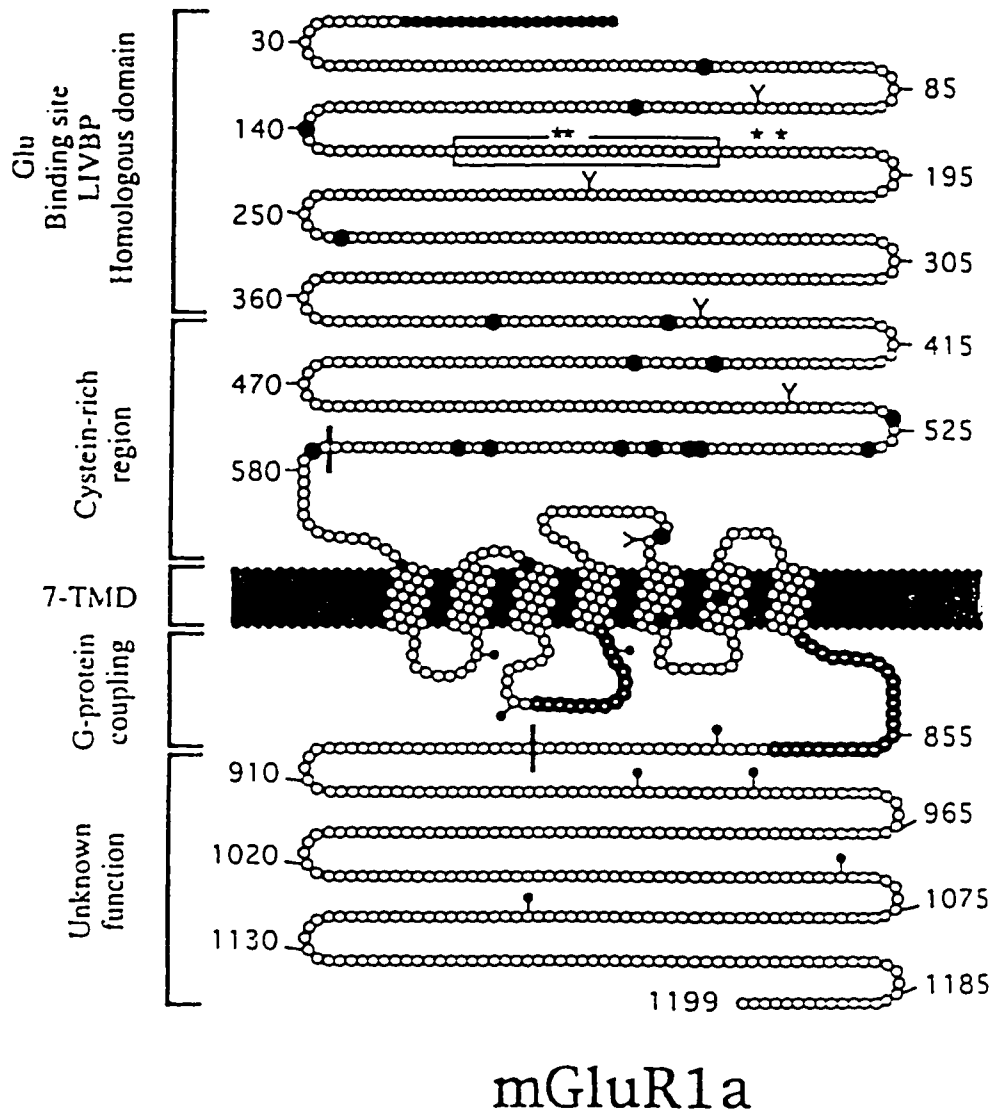 30
85
140
195
250
305
360
415
470
525
580
855
910
965
1020
1075
1130
1185
1199
Glu
Binding site
LIVBP
Homologous domain
Cystein-rich
region
7-TMD
G-protein
coupling
Unknown
function
Y
**
* *
Y
Y
Y
Y
mGluR1a